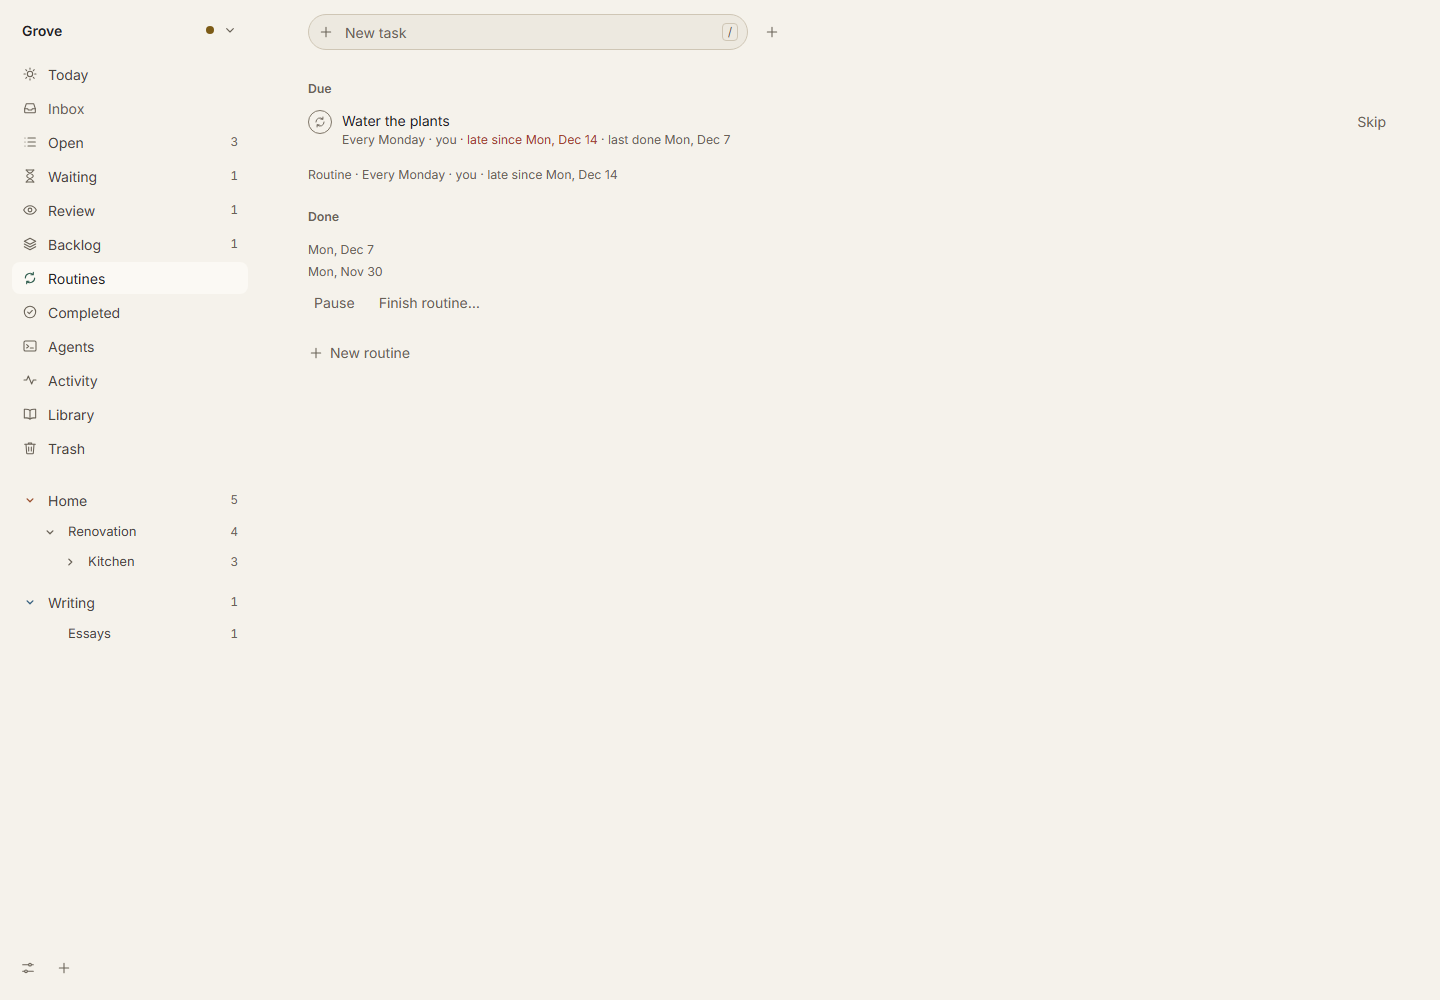 Grove
Today
Inbox
Open 3
Waiting 1
Review 1
Backlog 1
Routines
Completed
Agents
Activity
Library
Trash
Home 5
Renovation 4
Kitchen 3
Writing 1
Essays 1
New task /
Due
Water the plants
Skip
Every Monday · you · late since Mon, Dec 14 · last done Mon, Dec 7
Routine · Every Monday · you · late since Mon, Dec 14
Done
Mon, Dec 7
Mon, Nov 30
Pause Finish routine...
New routine